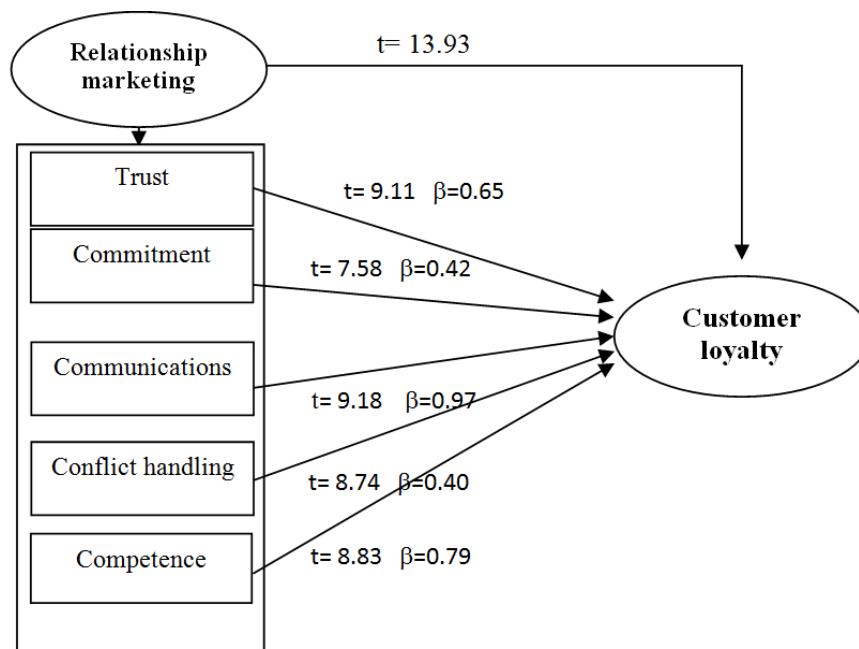 Relationship
marketing
t= 13.93
Trust
t= 9.11 β=0.65
Commitment
t= 7.58 β=0.42
Customer
loyalty
Communications
t= 9.18 β=0.97
Conflict handling
t= 8.74 β=0.40
Competence
t= 8.83 β=0.79